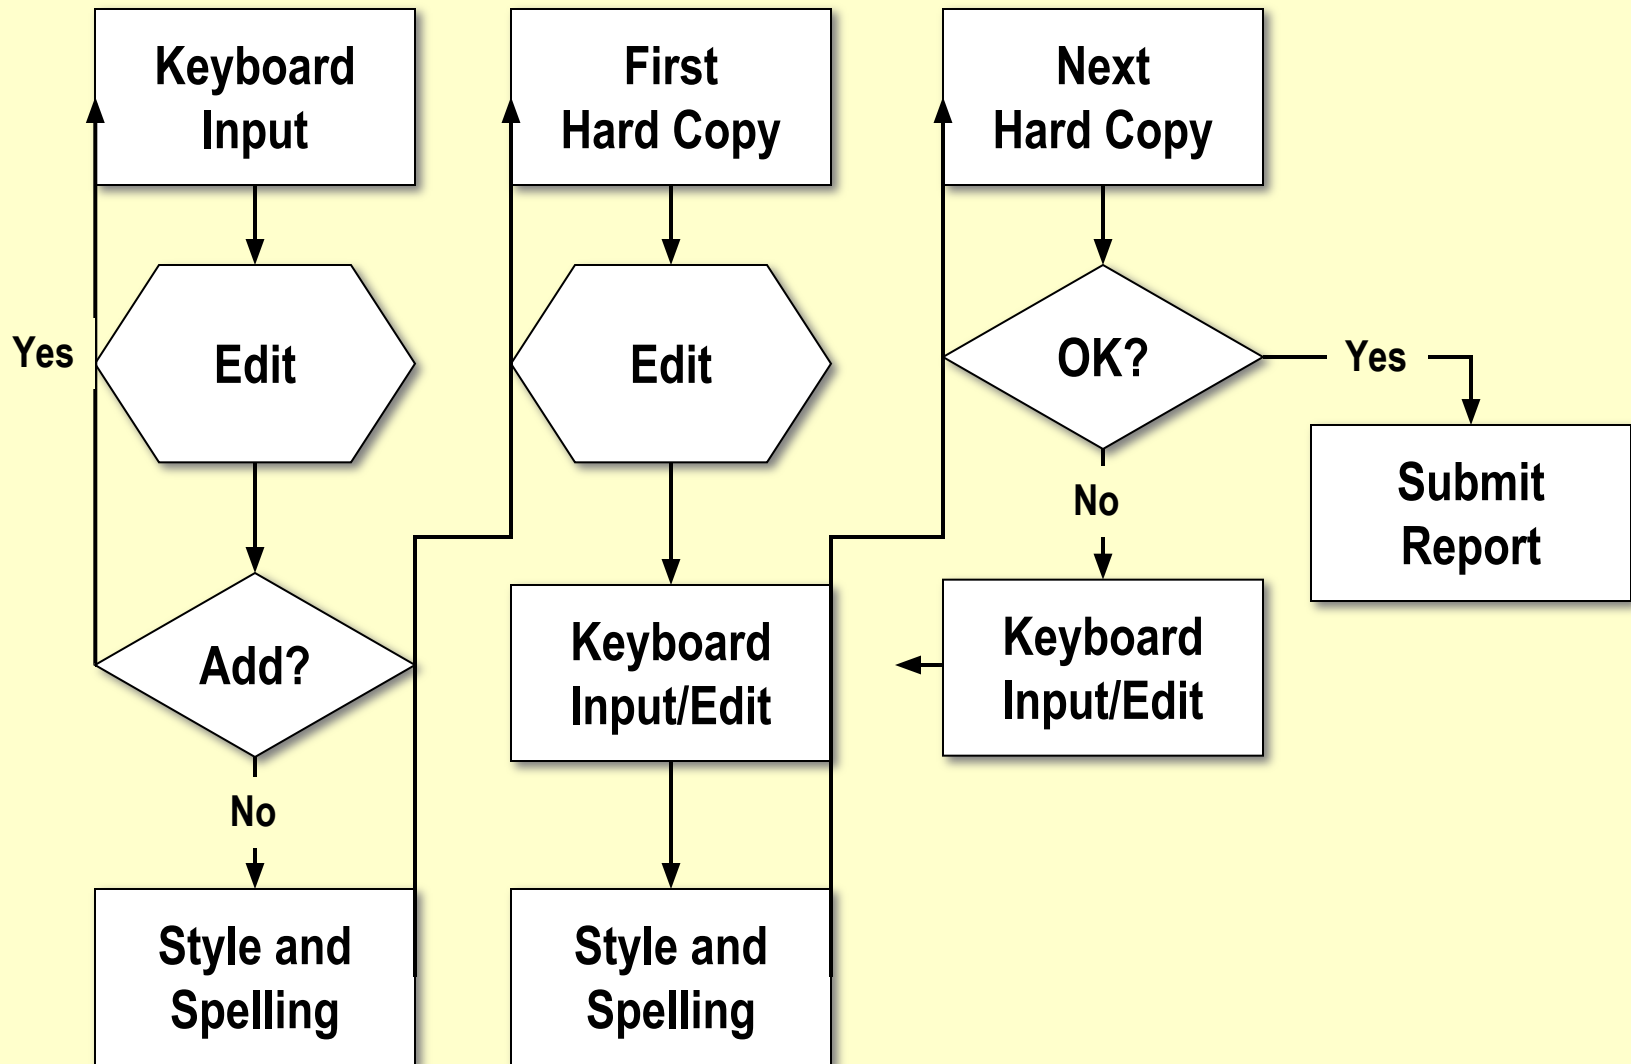 Keyboard
Input
Edit
Yes
Add?
No
Style and
Spelling
First
Hard Copy
Edit
Keyboard
Input/Edit
Style and
Spelling
Next
Hard Copy
OK?
Yes
No
Keyboard
Input/Edit
Submit
Report